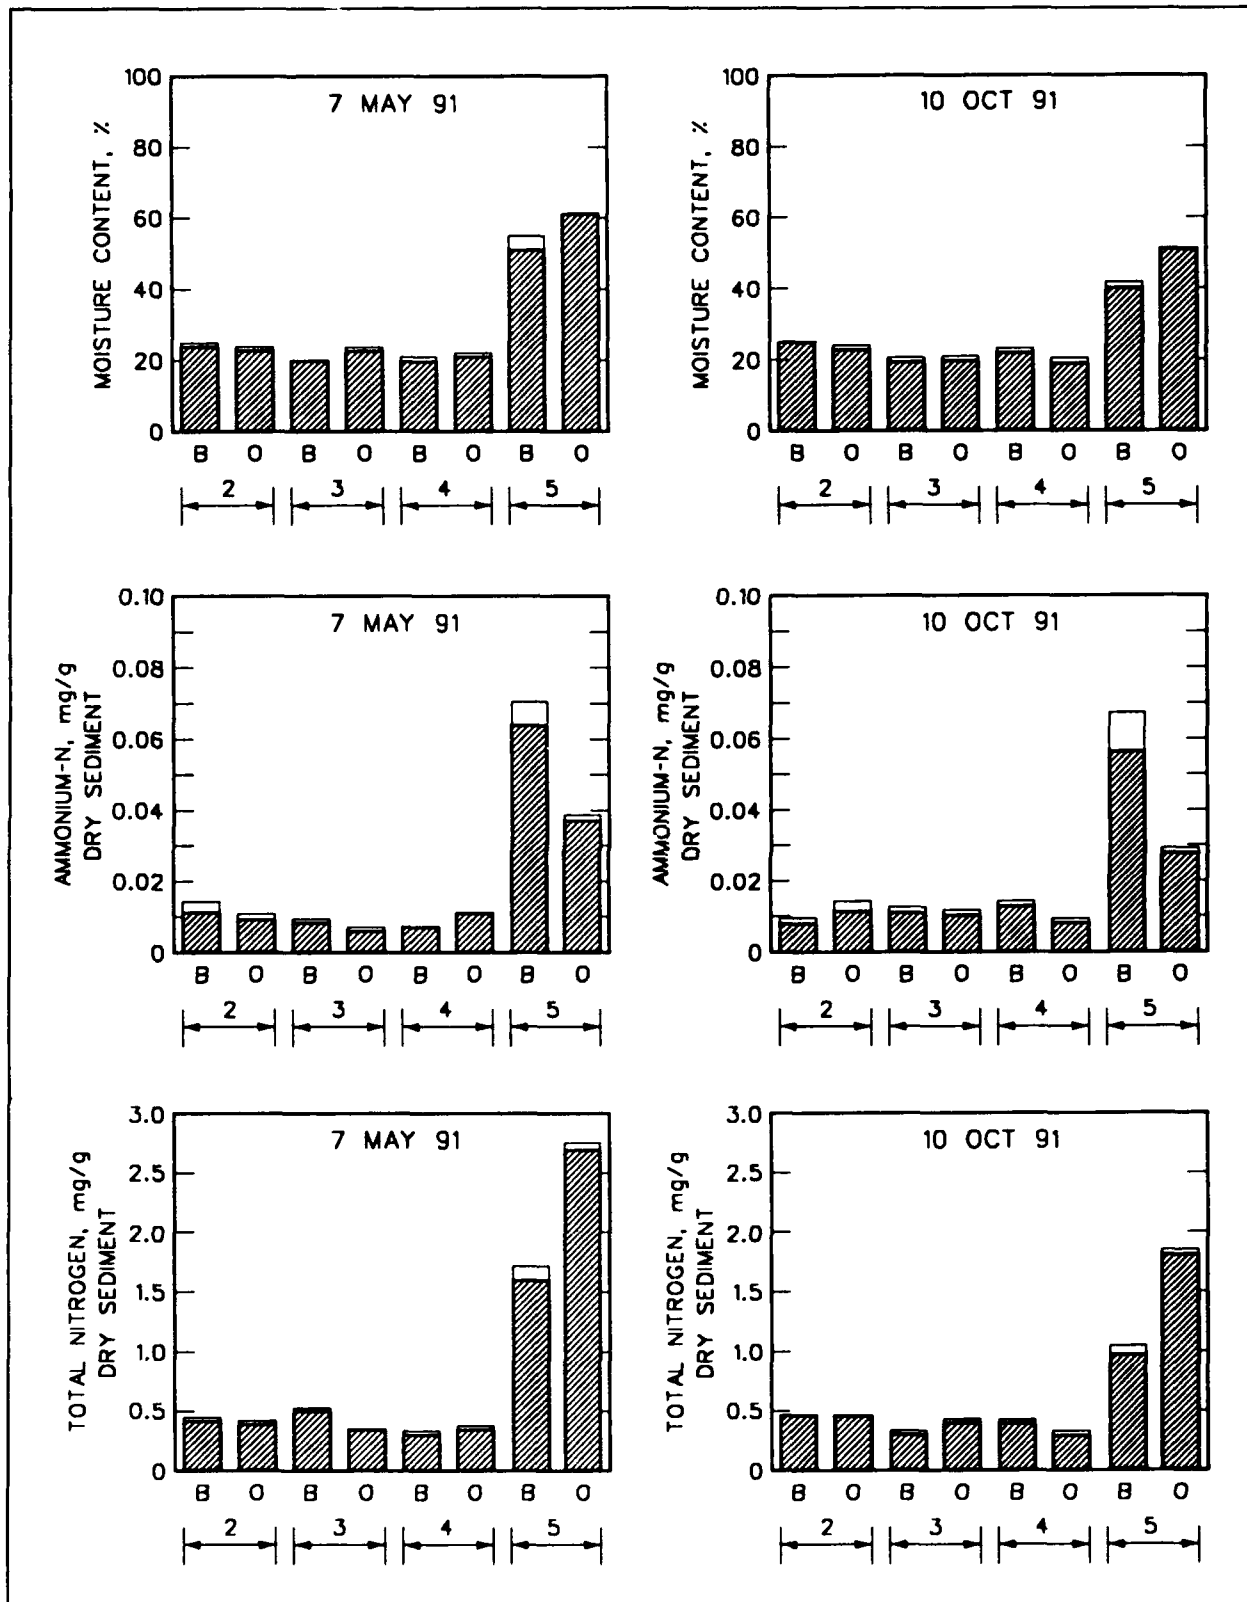 MOISTURE CONTENT, %
7 MAY 91
100
80
60
40
20
0
B O B O B O B O
2 3 4 5
MOISTURE CONTENT, %
10 OCT 91
100
80
60
40
20
0
B O B O B O B O
2 3 4 5
AMMONIUM-N, mg/g
DRY SEDIMENT
7 MAY 91
0.10
0.08
0.06
0.04
0.02
0
B O B O B O B O
2 3 4 5
AMMONIUM-N, mg/g
DRY SEDIMENT
10 OCT 91
0.10
0.08
0.06
0.04
0.02
0
B O B O B O B O
2 3 4 5
TOTAL NITROGEN, mg/g
DRY SEDIMENT
7 MAY 91
3.0
2.5
2.0
1.5
1.0
0.5
0
B O B O B O B O
2 3 4 5
TOTAL NITROGEN, mg/g
DRY SEDIMENT
10 OCT 91
3.0
2.5
2.0
1.5
1.0
0.5
0
B O B O B O B O
2 3 4 5